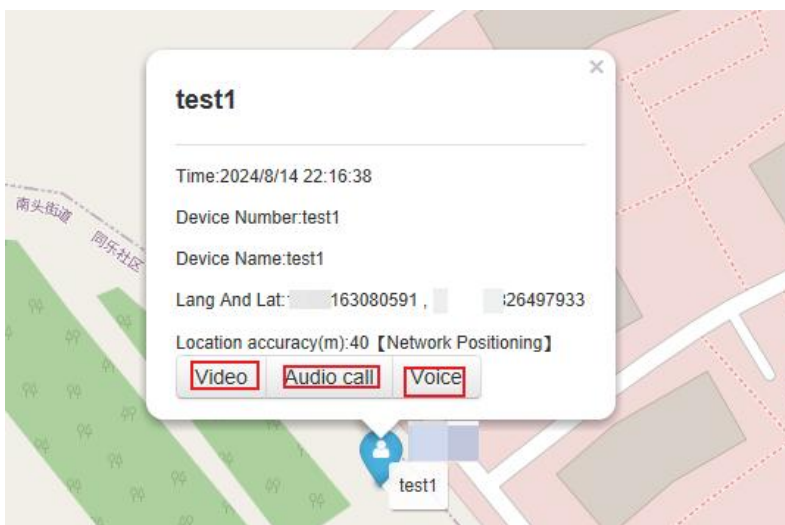 test1
×
Time:2024/8/14 22:16:38
Device Number:test1
Device Name:test1
Lang And Lat: 163080591 , 326497933
Location accuracy(m):40【Network Positioning】
Video Audio call Voice
南头街道
同乐社区
test1